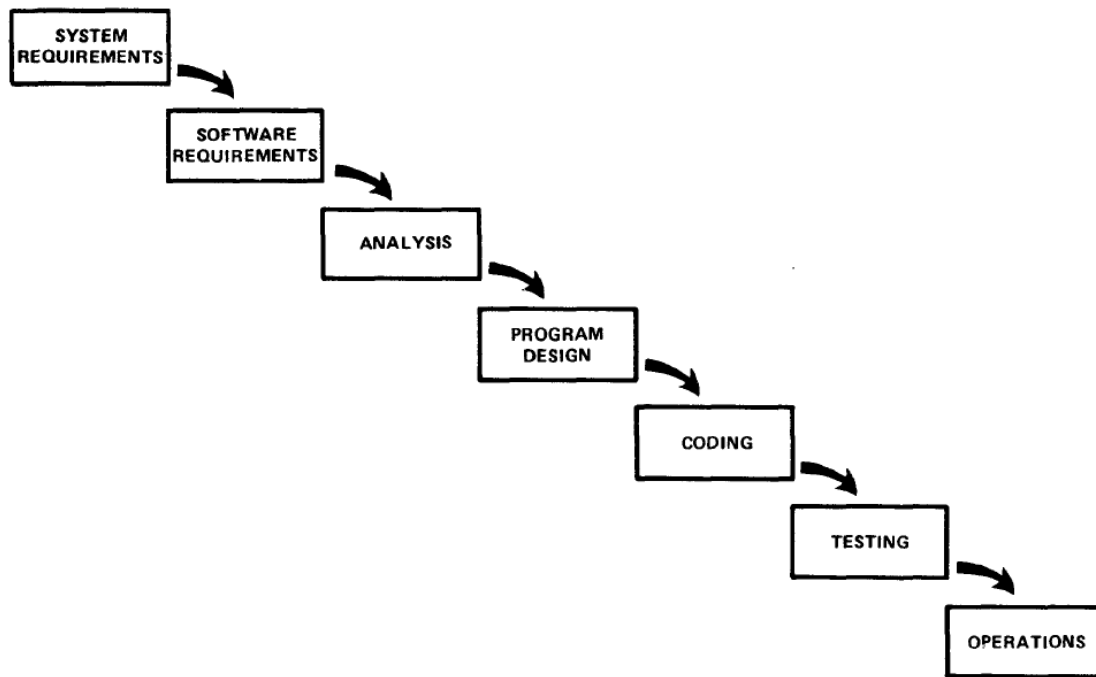 SYSTEM
REQUIREMENTS
SOFTWARE
REQUIREMENTS
ANALYSIS
PROGRAM
DESIGN
CODING
TESTING
OPERATIONS